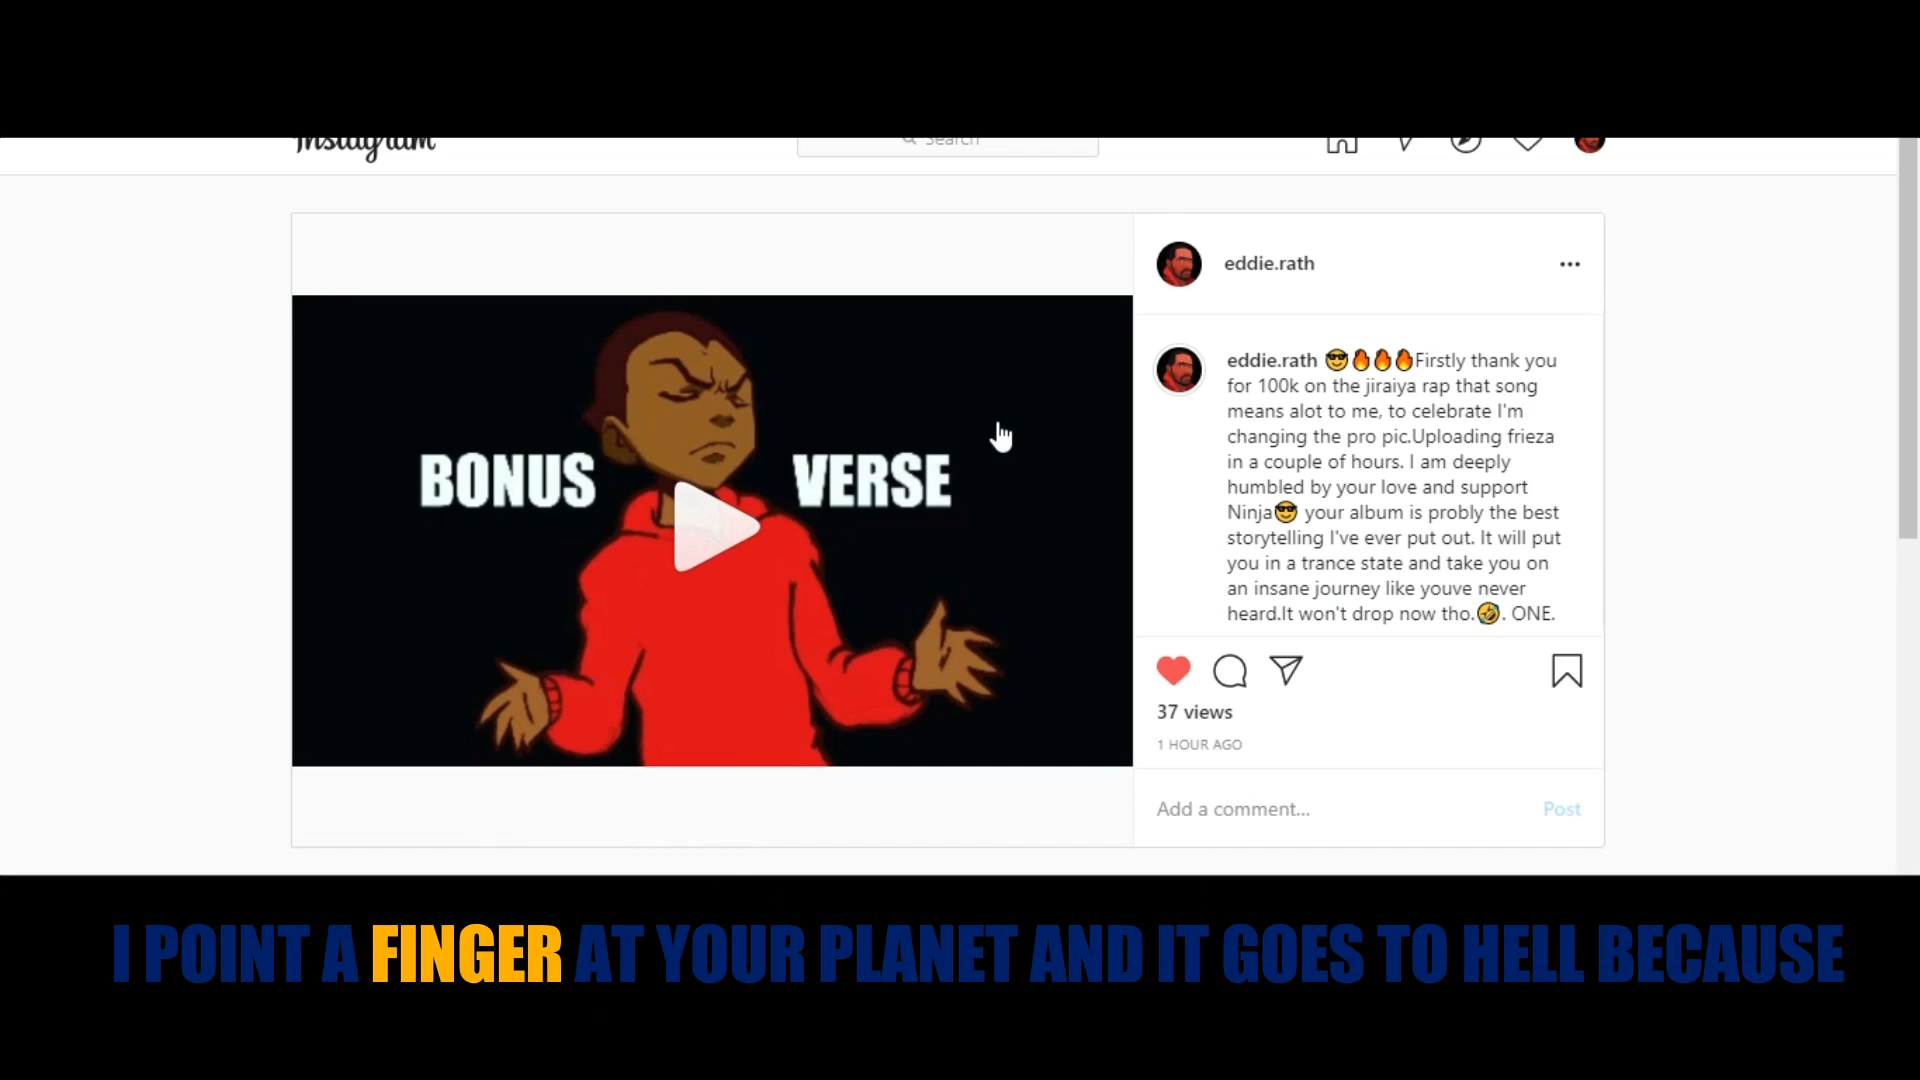 Instagram
Search
eddie.rath
BONUS VERSE
eddie.rath 😎🔥🔥🔥Firstly thank you
for 100k on the jiraiya rap that song
means alot to me, to celebrate I'm
changing the pro pic.Uploading frieza
in a couple of hours. I am deeply
humbled by your love and support
Ninja😎 your album is probly the best
storytelling I've ever put out. It will put
you in a trance state and take you on
an insane journey like youve never
heard.It won't drop now tho.🤣. ONE.
37 views
1 HOUR AGO
Add a comment...
Post
I POINT A FINGER AT YOUR PLANET AND IT GOES TO HELL BECAUSE